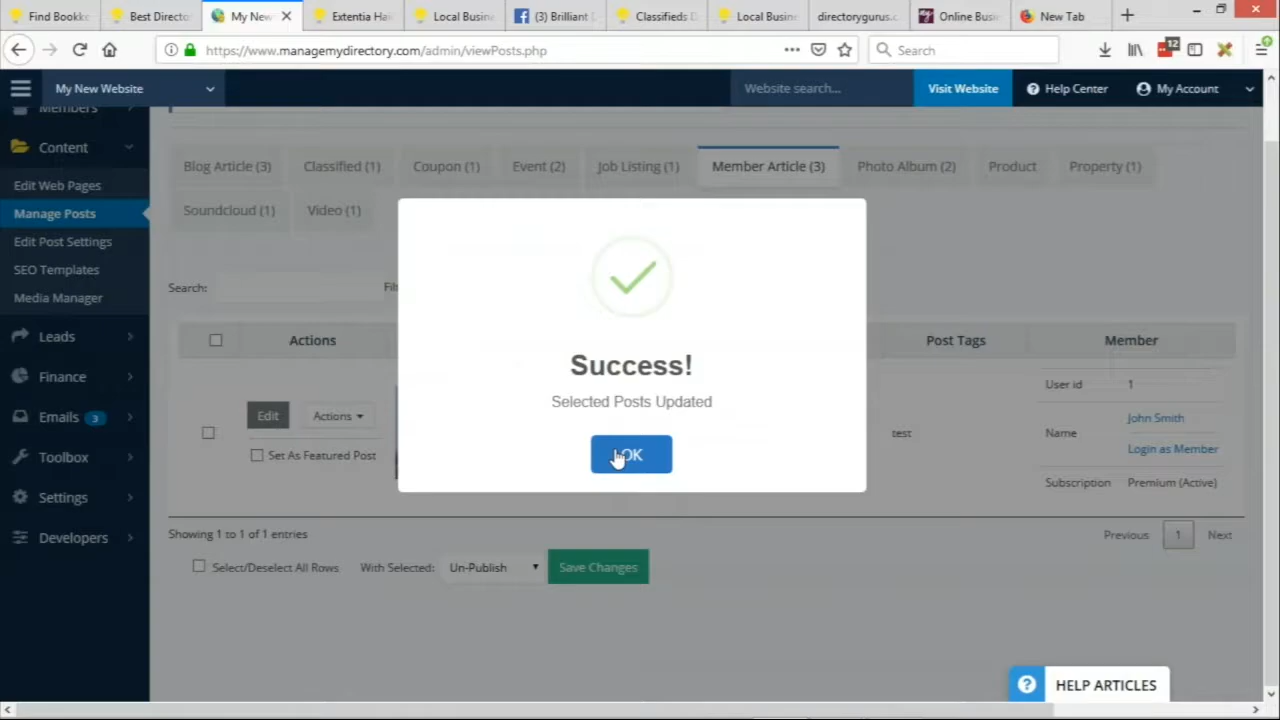 Find Bookke
Best Directo
My New
Extentia Hai
Local Busin
(3) Brilliant
Classifieds D
Local Busin
directorygurus.c
Online Busi
New Tab
https://www.managemydirectory.com/admin/viewPosts.php
Search
12
My New Website
Website search...
Visit Website
Help Center
My Account
Members
Content
Edit Web Pages
Manage Posts
Edit Post Settings
SEO Templates
Media Manager
Leads
Finance
Emails 3
Toolbox
Settings
Developers
Blog Article (3)
Classified (1)
Coupon (1)
Event (2)
Job Listing (1)
Member Article (3)
Photo Album (2)
Product
Property (1)
Soundcloud (1)
Video (1)
Search:
Actions
Post Tags
Member
Edit
Actions
Set As Featured Post
test
User id 1
Name
John Smith
Login as Member
Subscription Premium (Active)
Success!
Selected Posts Updated
OK
Showing 1 to 1 of 1 entries
Previous 1 Next
Select/Deselect All Rows
With Selected:
Un-Publish
Save Changes
? HELP ARTICLES